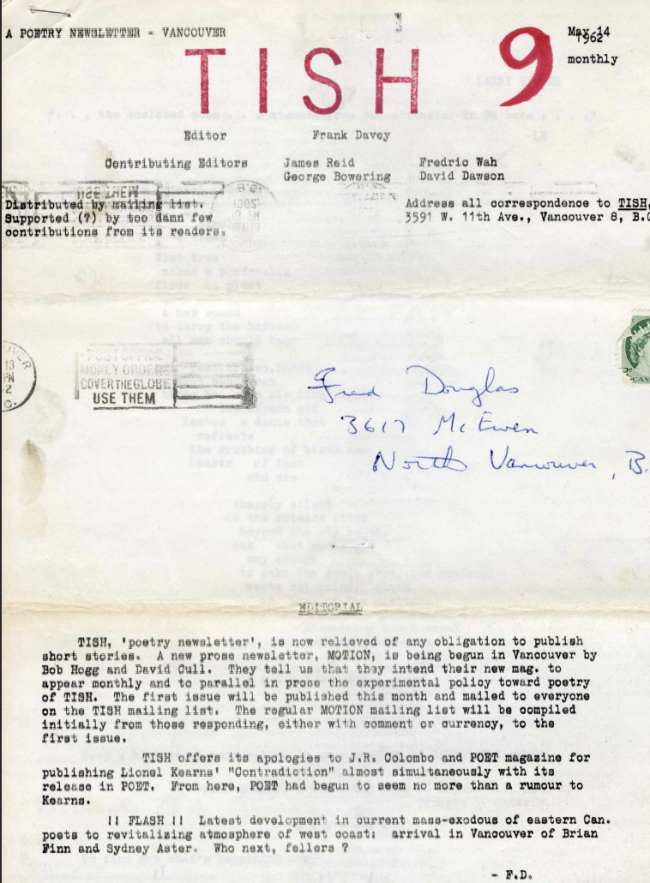 A POETRY NEWSLETTER - VANCOUVER
May 14
1962
monthly
TISH 9
Editor Frank Davey
Contributing Editors James Reid Fredric Wah
George Bowering David Dawson
Distributed by mailing list.
Supported (?) by too damn few
contributions from its readers.
Address all correspondence to TISH,
3591 W. 11th Ave., Vancouver 8, B.C
POST OFFICE
MONEY ORDERS
COVER THE GLOBE
USE THEM
Fred Douglas
3617 McEwen
North Vancouver, B.
EDITORIAL
TISH, 'poetry newsletter', is now relieved of any obligation to publish
short stories. A new prose newsletter, MOTION, is being begun in Vancouver by
Bob Hogg and David Cull. They tell us that they intend their new mag. to
appear monthly and to parallel in prose the experimental policy toward poetry
of TISH. The first issue will be published this month and mailed to everyone
on the TISH mailing list. The regular MOTION mailing list will be compiled
initially from those responding, either with comment or currency, to the
first issue.
TISH offers its apologies to J.R. Colombo and POET magazine for
publishing Lionel Kearns' "Contradiction" almost simultaneously with its
release in POET. From here, POET had begun to seem no more than a rumour to
Kearns.
!! FLASH !! Latest development in current mass-exodous of eastern Can.
poets to revitalizing atmosphere of west coast: arrival in Vancouver of Brian
Finn and Sydney Aster. Who next, fellers ?
- F.D.